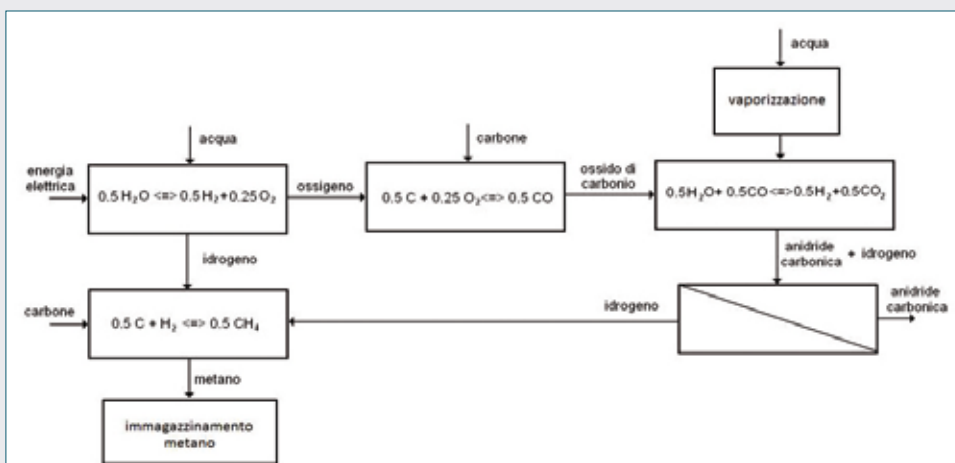 acqua
vaporizzazione
acqua
carbone
energia
elettrica
0.5 H₂O <=> 0.5 H₂+0.25 O₂
ossigeno
0.5 C + 0.25 O₂<=> 0.5 CO
ossido di
carbonio
0.5H₂O+ 0.5CO<=>0.5H₂+0.5CO₂
idrogeno
anidride
carbonica + idrogeno
carbone
0.5 C + H₂ <=> 0.5 CH₄
idrogeno
anidride
carbonica
metano
immagazzinamento
metano